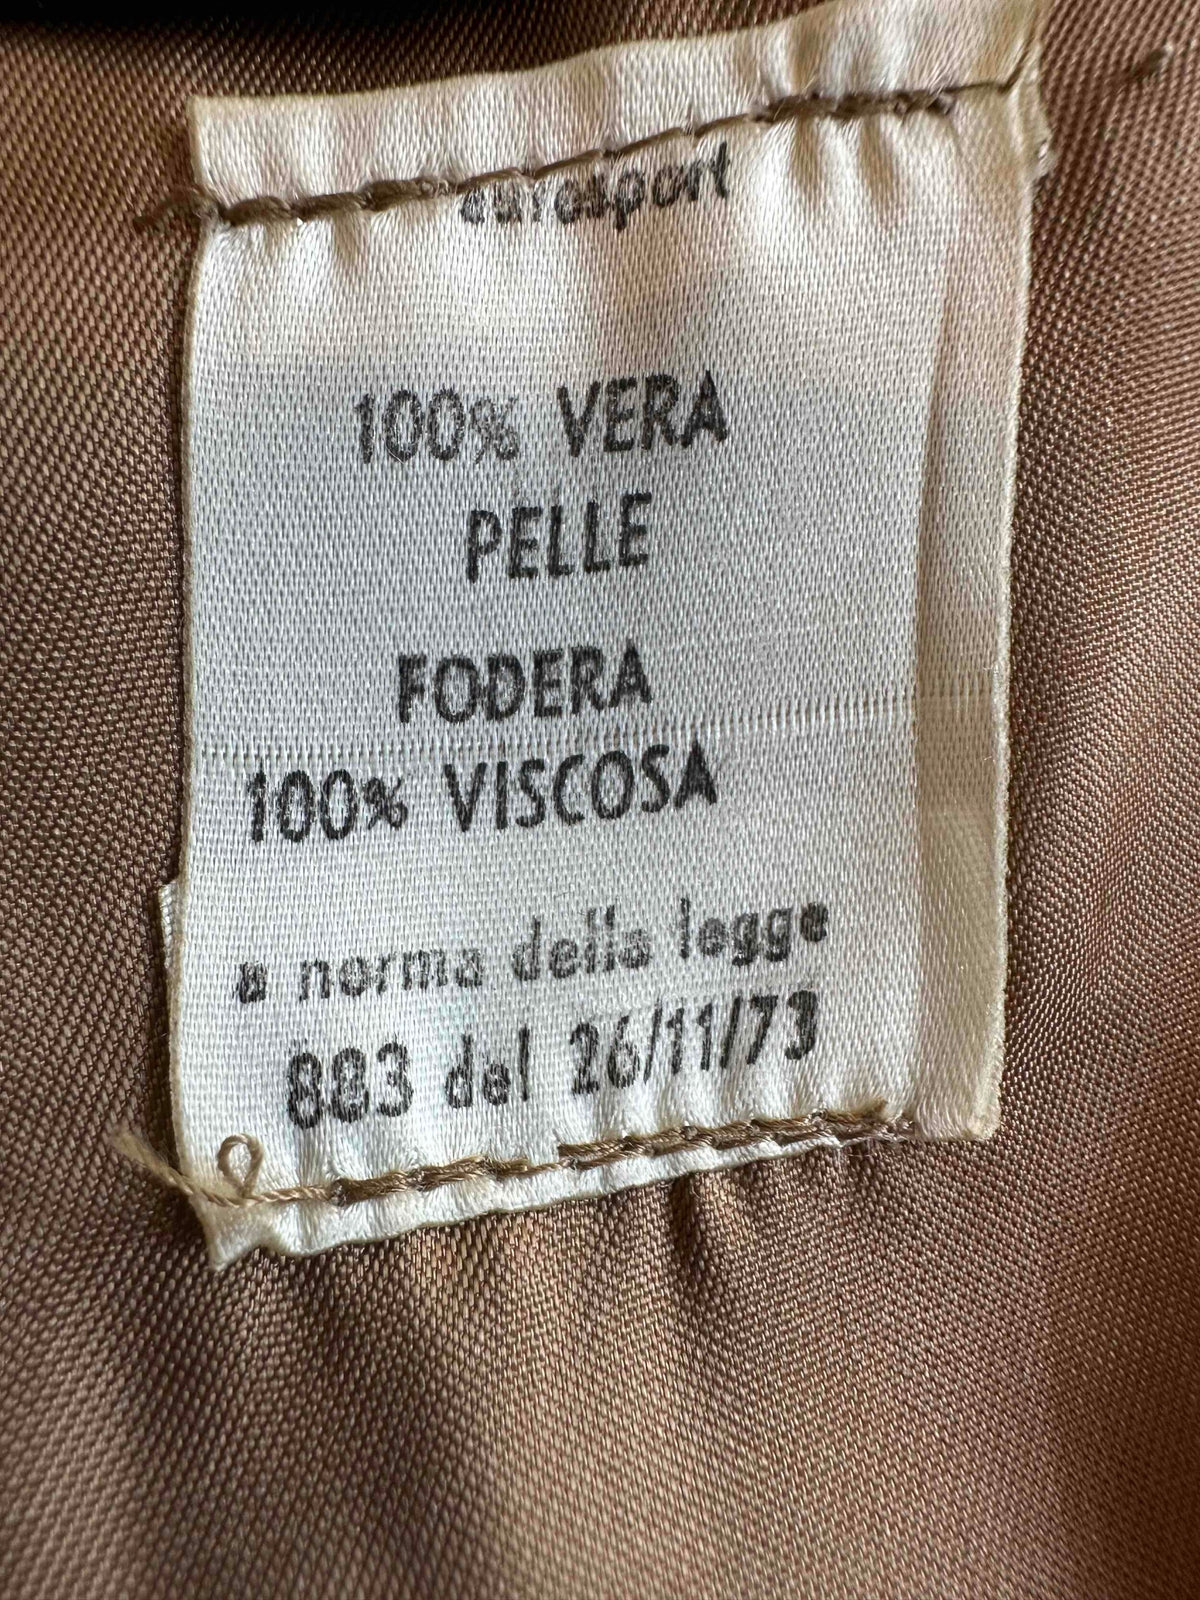 eurosport
100% VERA
PELLE
FODERA
100% VISCOSA
a norma della legge
883 del 26/11/73